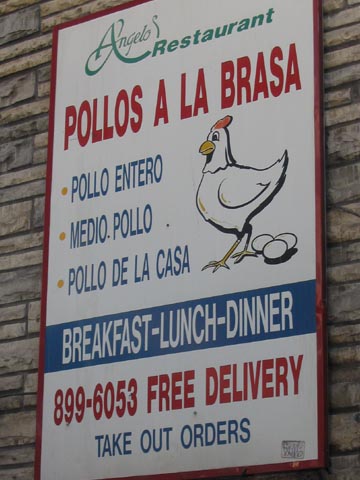 Angelo's Restaurant
POLLOS A LA BRASA
• POLLO ENTERO
• MEDIO POLLO
• POLLO DE LA CASA
BREAKFAST-LUNCH-DINNER
899-6053 FREE DELIVERY
TAKE OUT ORDERS